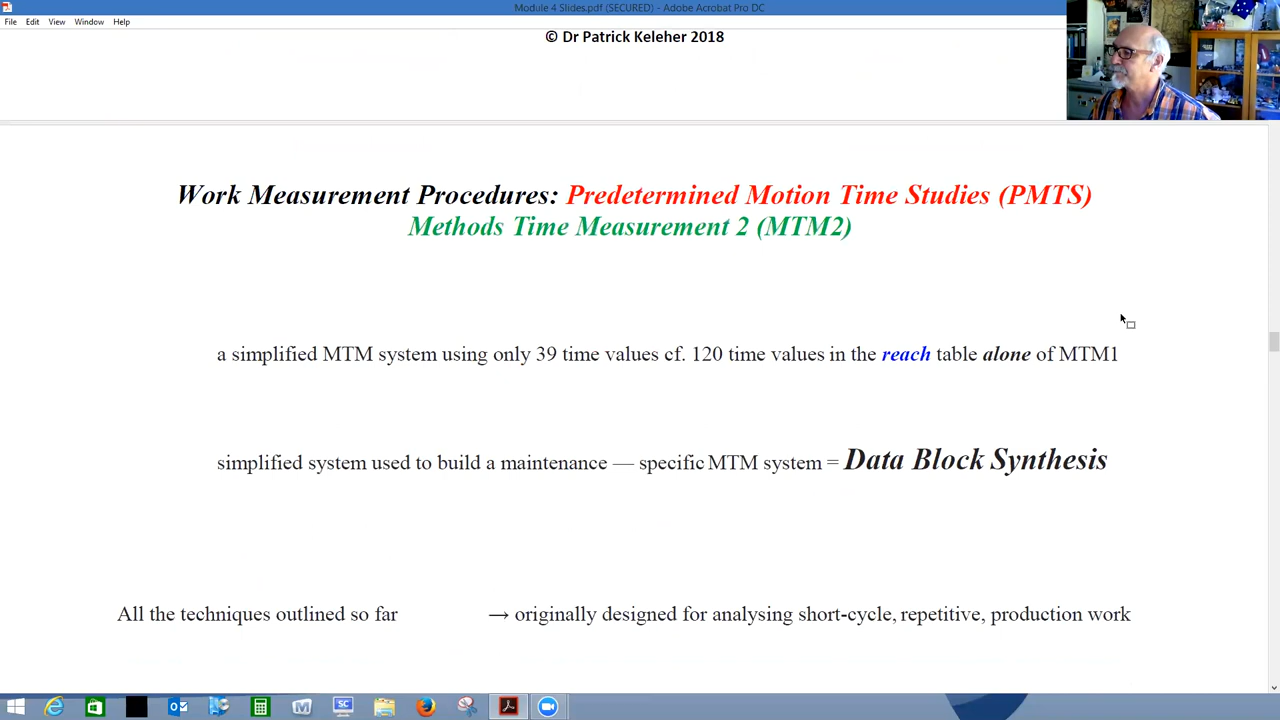 Module 4 Slides.pdf (SECURED) - Adobe Acrobat Pro DC
File Edit View Window Help
© Dr Patrick Keleher 2018
Work Measurement Procedures: Predetermined Motion Time Studies (PMTS)
Methods Time Measurement 2 (MTM2)
a simplified MTM system using only 39 time values cf. 120 time values in the reach table alone of MTM1
simplified system used to build a maintenance — specific MTM system = Data Block Synthesis
All the techniques outlined so far → originally designed for analysing short-cycle, repetitive, production work